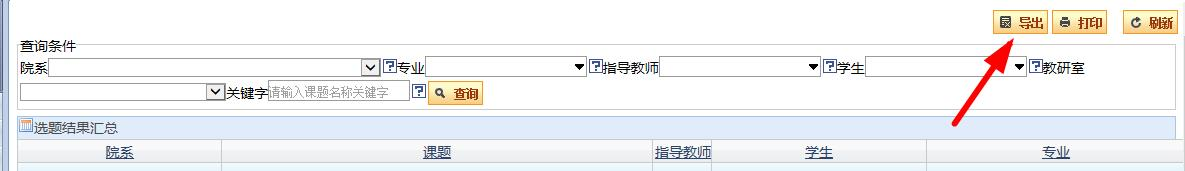 导出 打印 刷新
查询条件
院系 ?专业 ?指导教师 ?学生 ?教研室
关键字 请输入课题名称关键字 ? 查询
选题结果汇总
院系 课题 指导教师 学生 专业